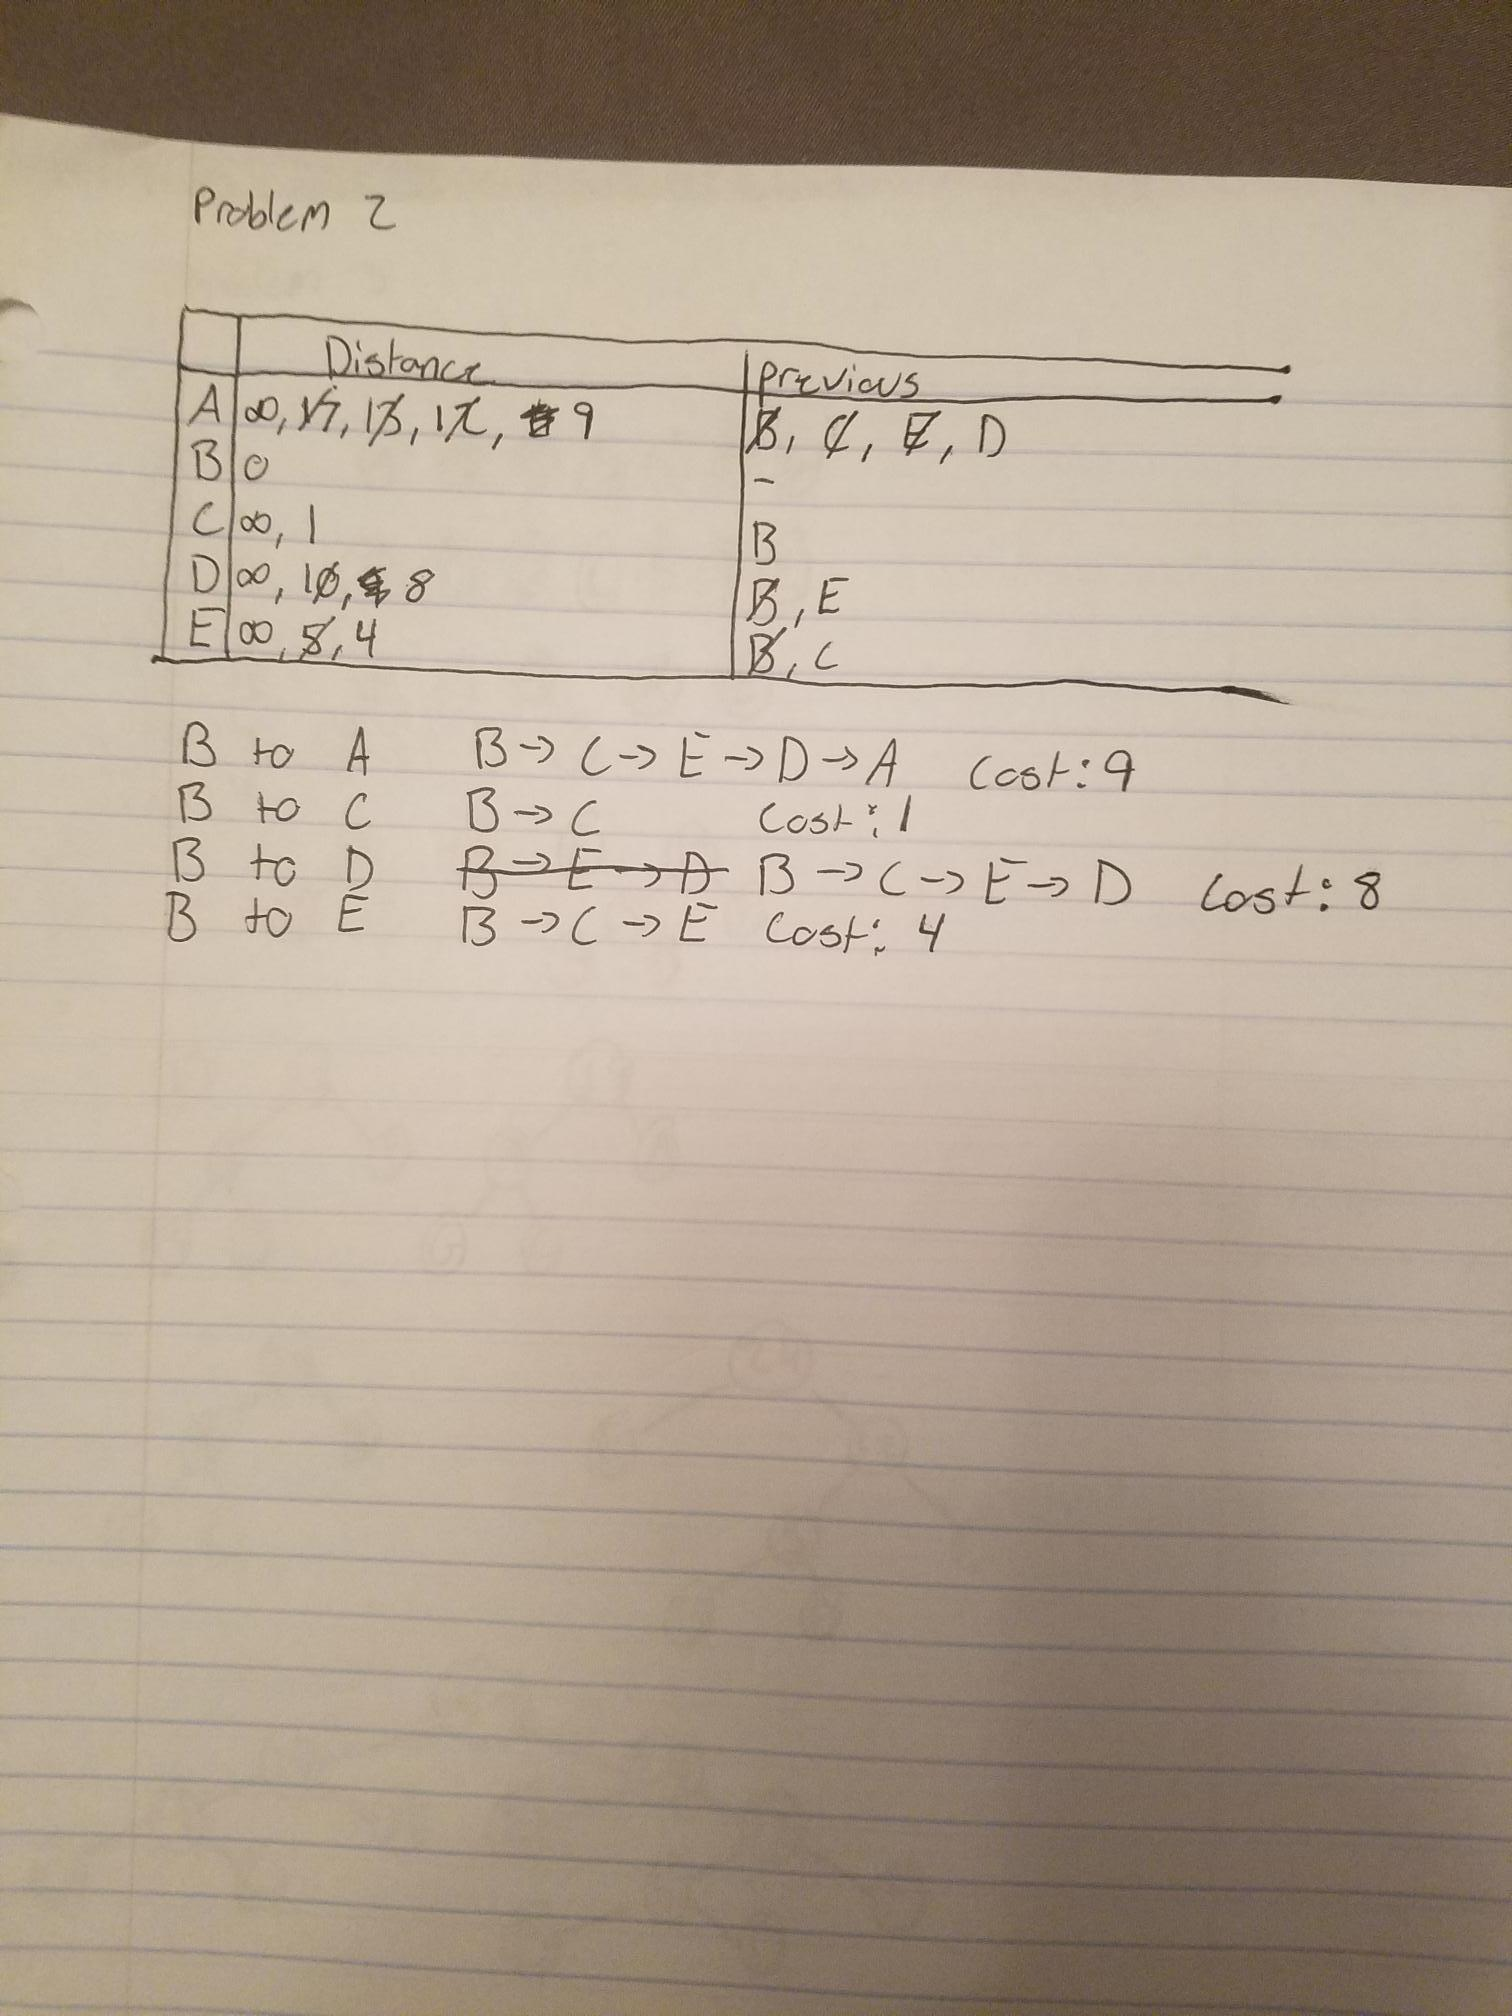 Problem 2
Distance Previous
A ∞, 17, 13, 12, 9 B, C, E, D
B 0 -
C ∞, 1 B
D ∞, 10, 8 B, E
E ∞, 5, 4 B, C
B to A B→C→E→D→A Cost: 9
B to C B→C Cost: 1
B to D B→E→D B→C→E→D Cost: 8
B to E B→C→E Cost: 4